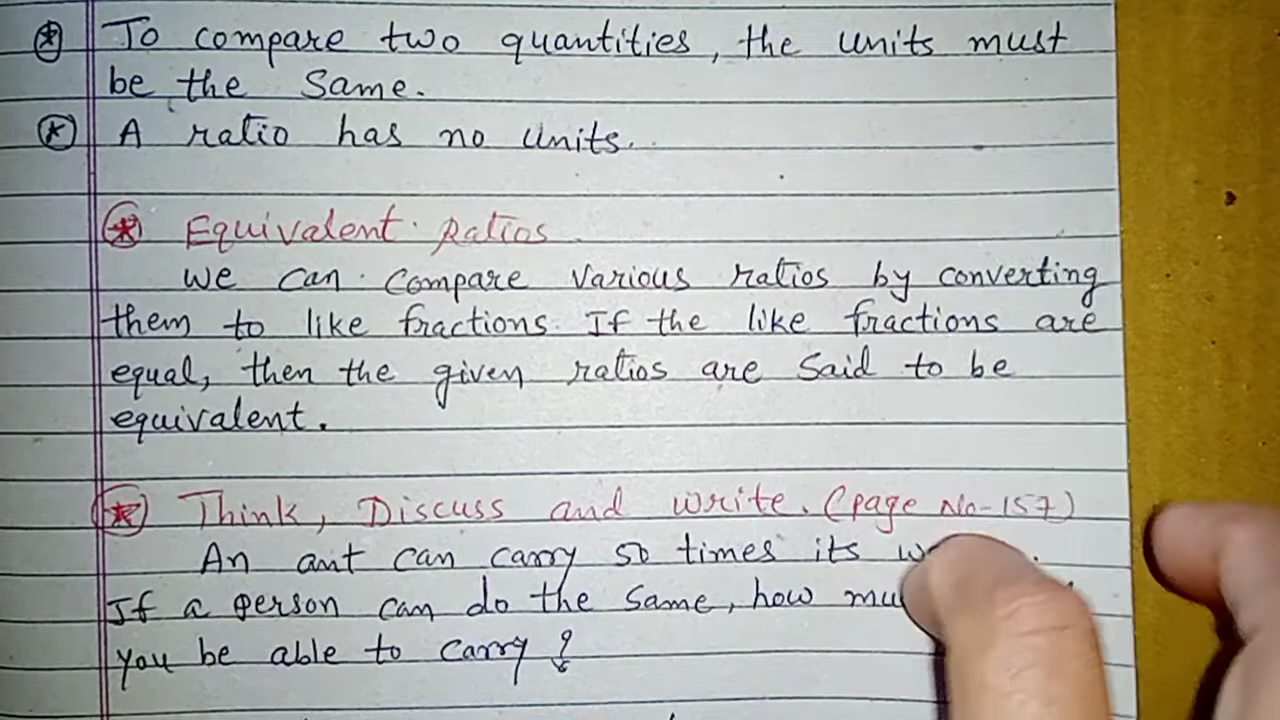 To compare two quantities, the units must
be the same.
A ratio has no units.
Equivalent Ratios
We can compare various ratios by converting
them to like fractions. If the like fractions are
equal, then the given ratios are said to be
equivalent.
Think, Discuss and write. (page No-157)
An ant can carry 50 times its
If a person can do the same, how
you be able to carry?